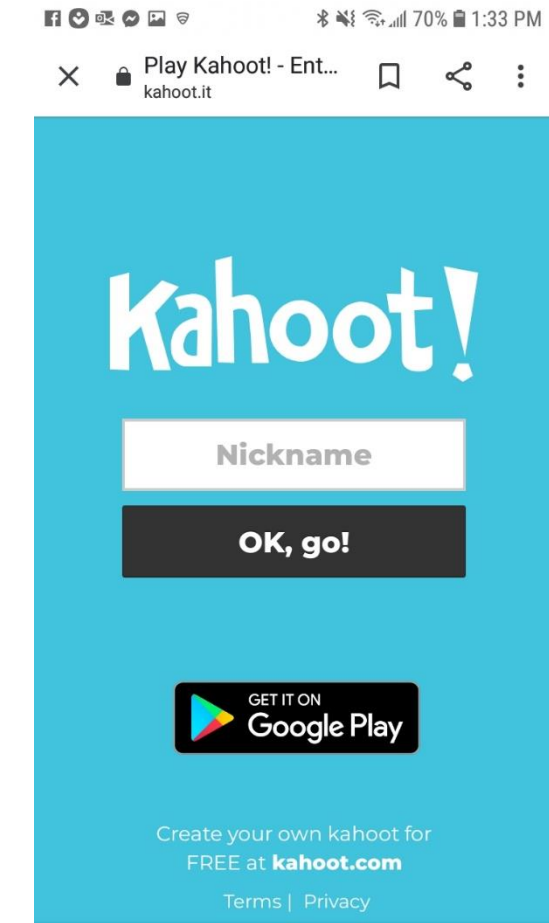 70% 1:33 PM
Play Kahoot! - Ent...
kahoot.it
Kahoot!
Nickname
OK, go!
GET IT ON
Google Play
Create your own kahoot for
FREE at kahoot.com
Terms | Privacy